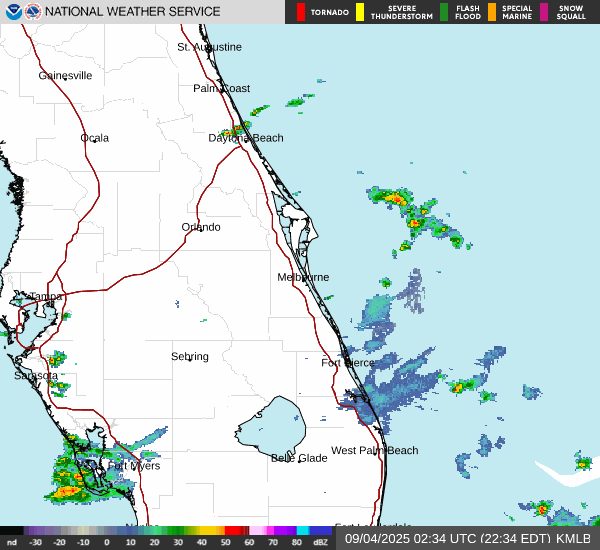 NATIONAL WEATHER SERVICE
TORNADO
SEVERE THUNDERSTORM
FLASH FLOOD
SPECIAL MARINE
SNOW SQUALL
St. Augustine
Gainesville
Palm Coast
Ocala
Daytona Beach
Orlando
Melbourne
Tampa
Sebring
Fort Pierce
Sarasota
West Palm Beach
Belle Glade
Fort Myers
nd -20 -10 0 10 20 30 40 50 60 70 80 dBZ
09/04/2025 02:34 UTC (22:34 EDT) KMLB